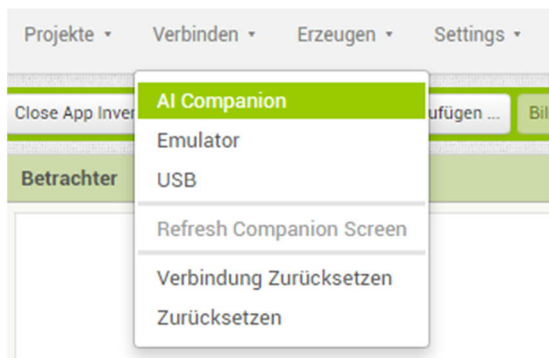 Projekte Verbinden Erzeugen Settings
AI Companion
Close App Inver ufügen ... Bil
Emulator
Betrachter
USB
Refresh Companion Screen
Verbindung Zurücksetzen
Zurücksetzen